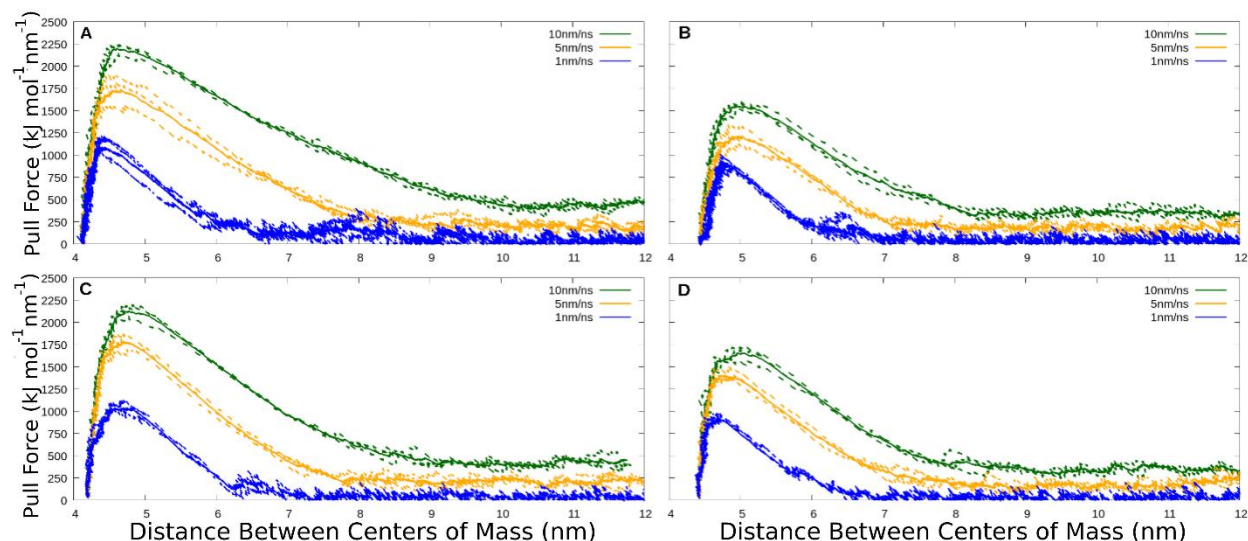 A
B
10nm/ns
5nm/ns
1nm/ns
10nm/ns
5nm/ns
1nm/ns
2500
2250
2000
1750
1500
1250
1000
750
500
250
0
4 5 6 7 8 9 10 11 12
4 5 6 7 8 9 10 11 12
Pull Force (kJ mol⁻¹nm⁻¹)
C
D
10nm/ns
5nm/ns
1nm/ns
10nm/ns
5nm/ns
1nm/ns
2500
2250
2000
1750
1500
1250
1000
750
500
250
0
4 5 6 7 8 9 10 11 12
4 5 6 7 8 9 10 11 12
Pull Force (kJ mol⁻¹nm⁻¹)
Distance Between Centers of Mass (nm)
Distance Between Centers of Mass (nm)